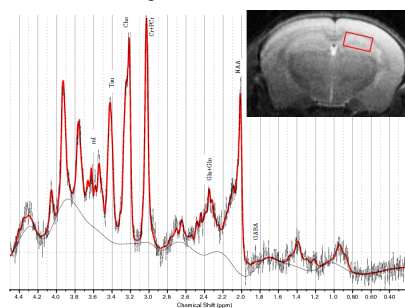 Cr+PCr
Cho
NAA
Tau
mI
Glu+Gln
GABA
4.4 4.2 4.0 3.8 3.6 3.4 3.2 3.0 2.8 2.6 2.4 2.2 2.0 1.8 1.6 1.4 1.2 1.0 0.80 0.60 0.40
Chemical Shift (ppm)